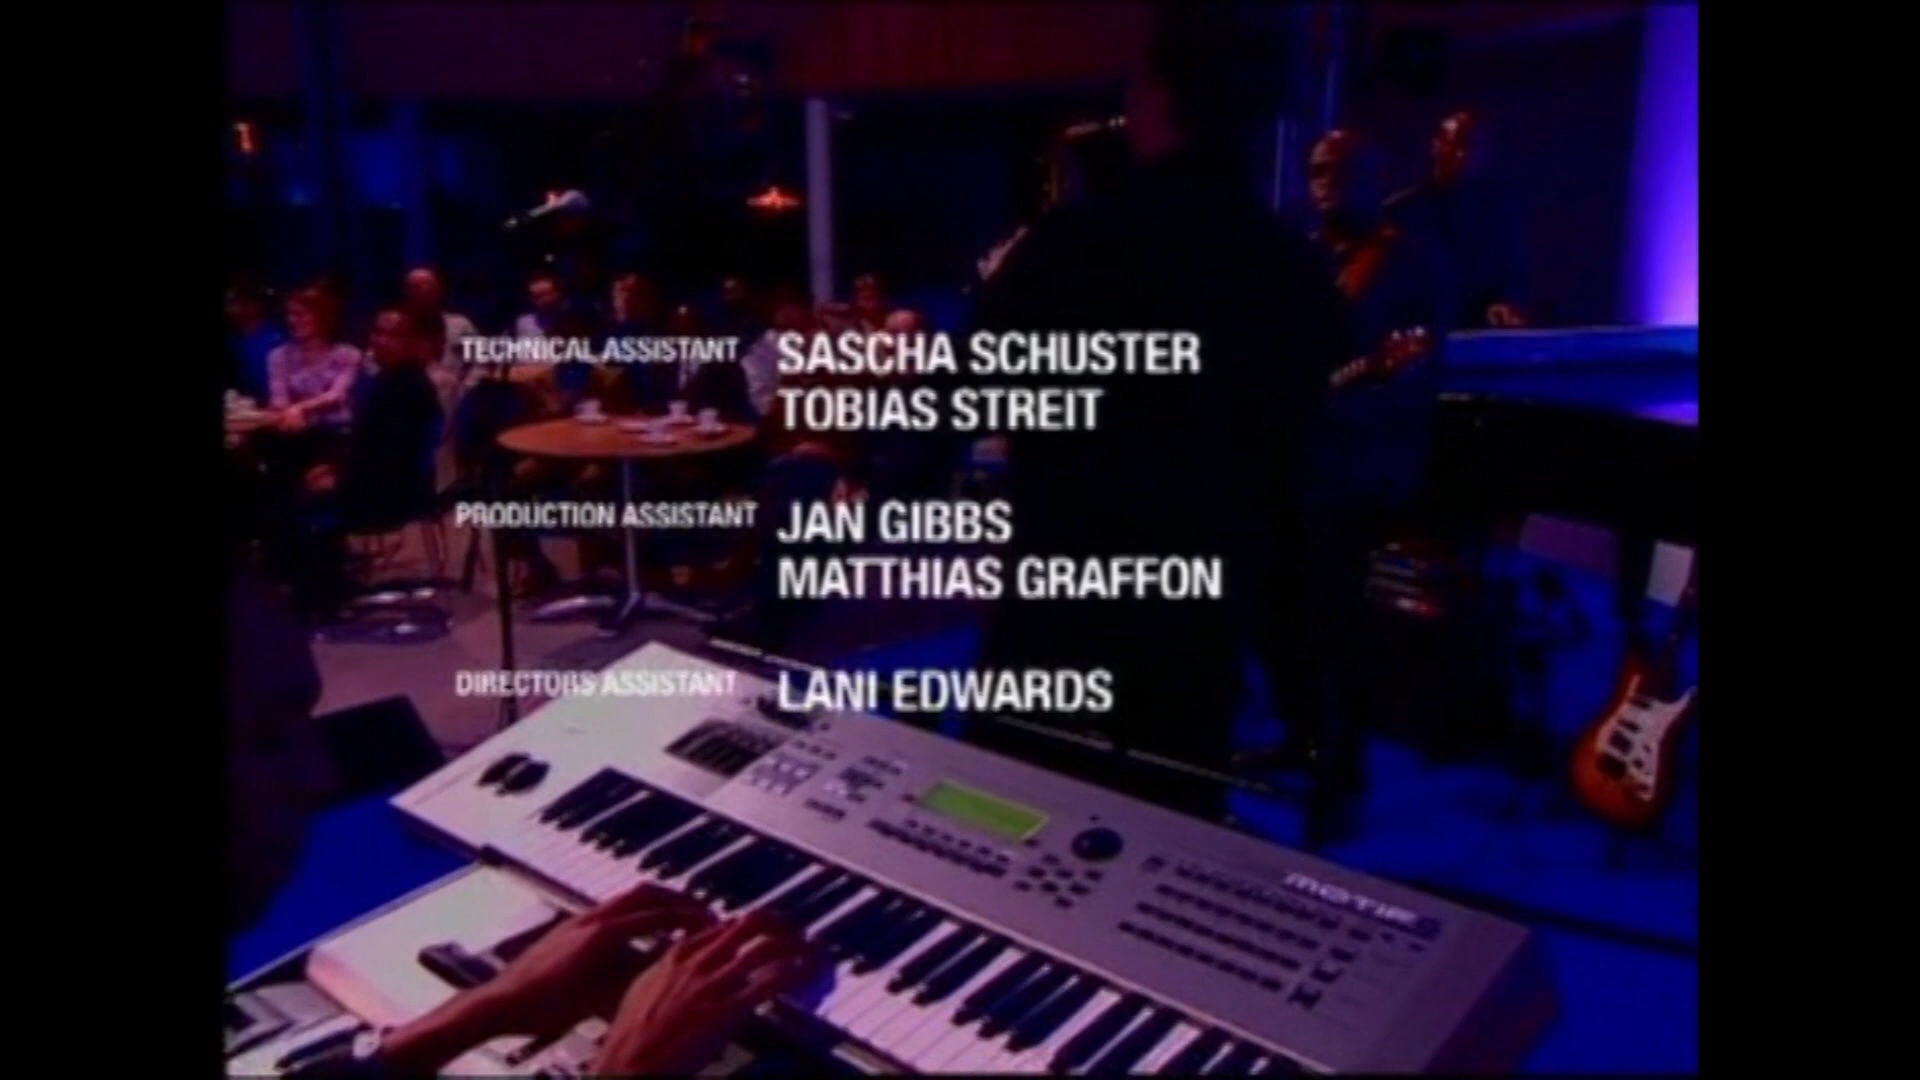 TECHNICAL ASSISTANT SASCHA SCHUSTER
TOBIAS STREIT
PRODUCTION ASSISTANT JAN GIBBS
MATTHIAS GRAFFON
DIRECTORS ASSISTANT LANI EDWARDS
MOTIF